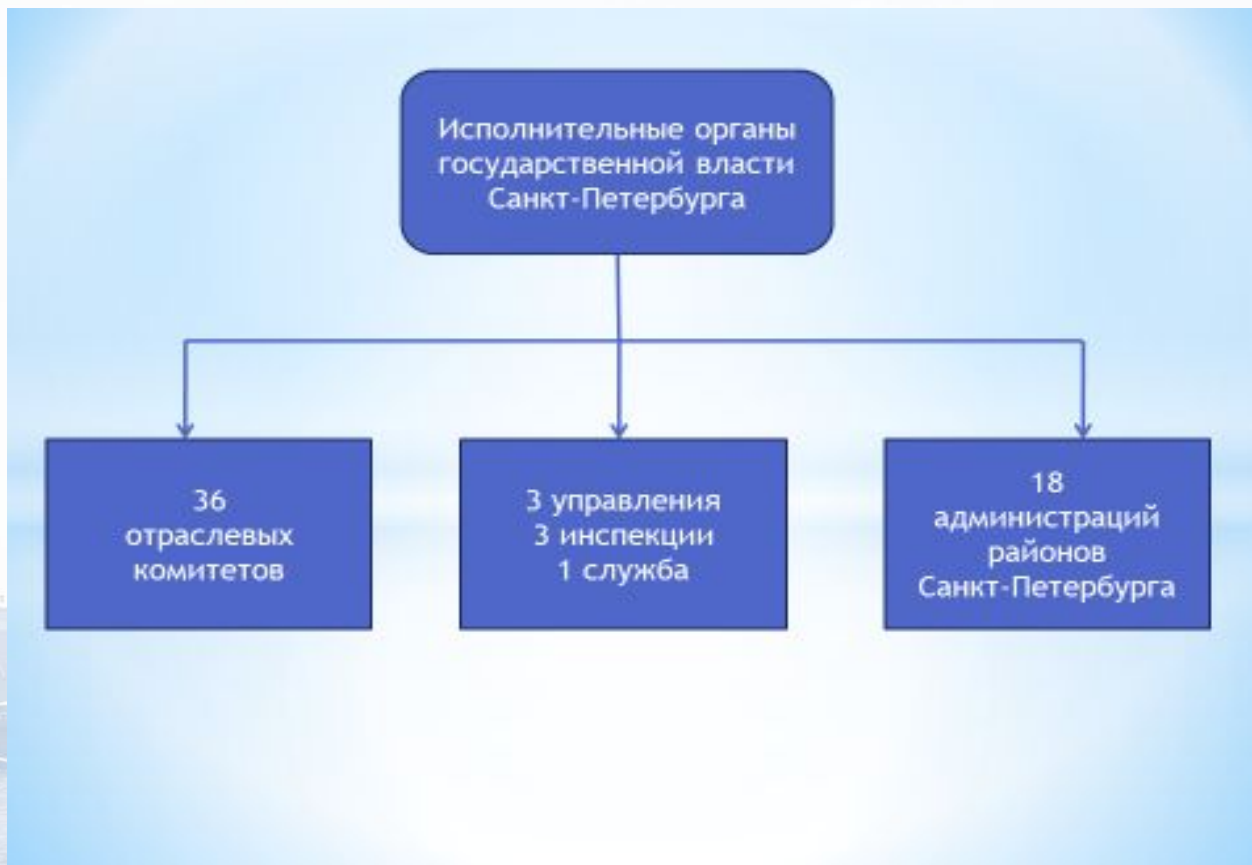 Исполнительные органы
государственной власти
Санкт-Петербурга
36
отраслевых
комитетов
3 управления
3 инспекции
1 служба
18
администраций
районов
Санкт-Петербурга